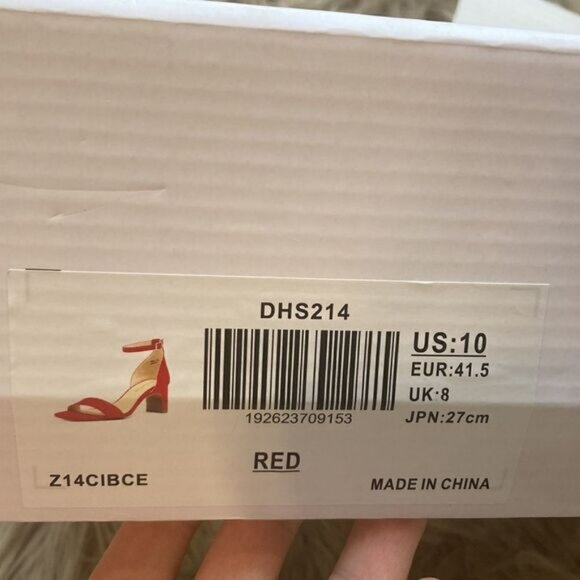 DHS214
192623709153
US:10
EUR:41.5
UK:8
JPN:27cm
RED
Z14CIBCE
MADE IN CHINA